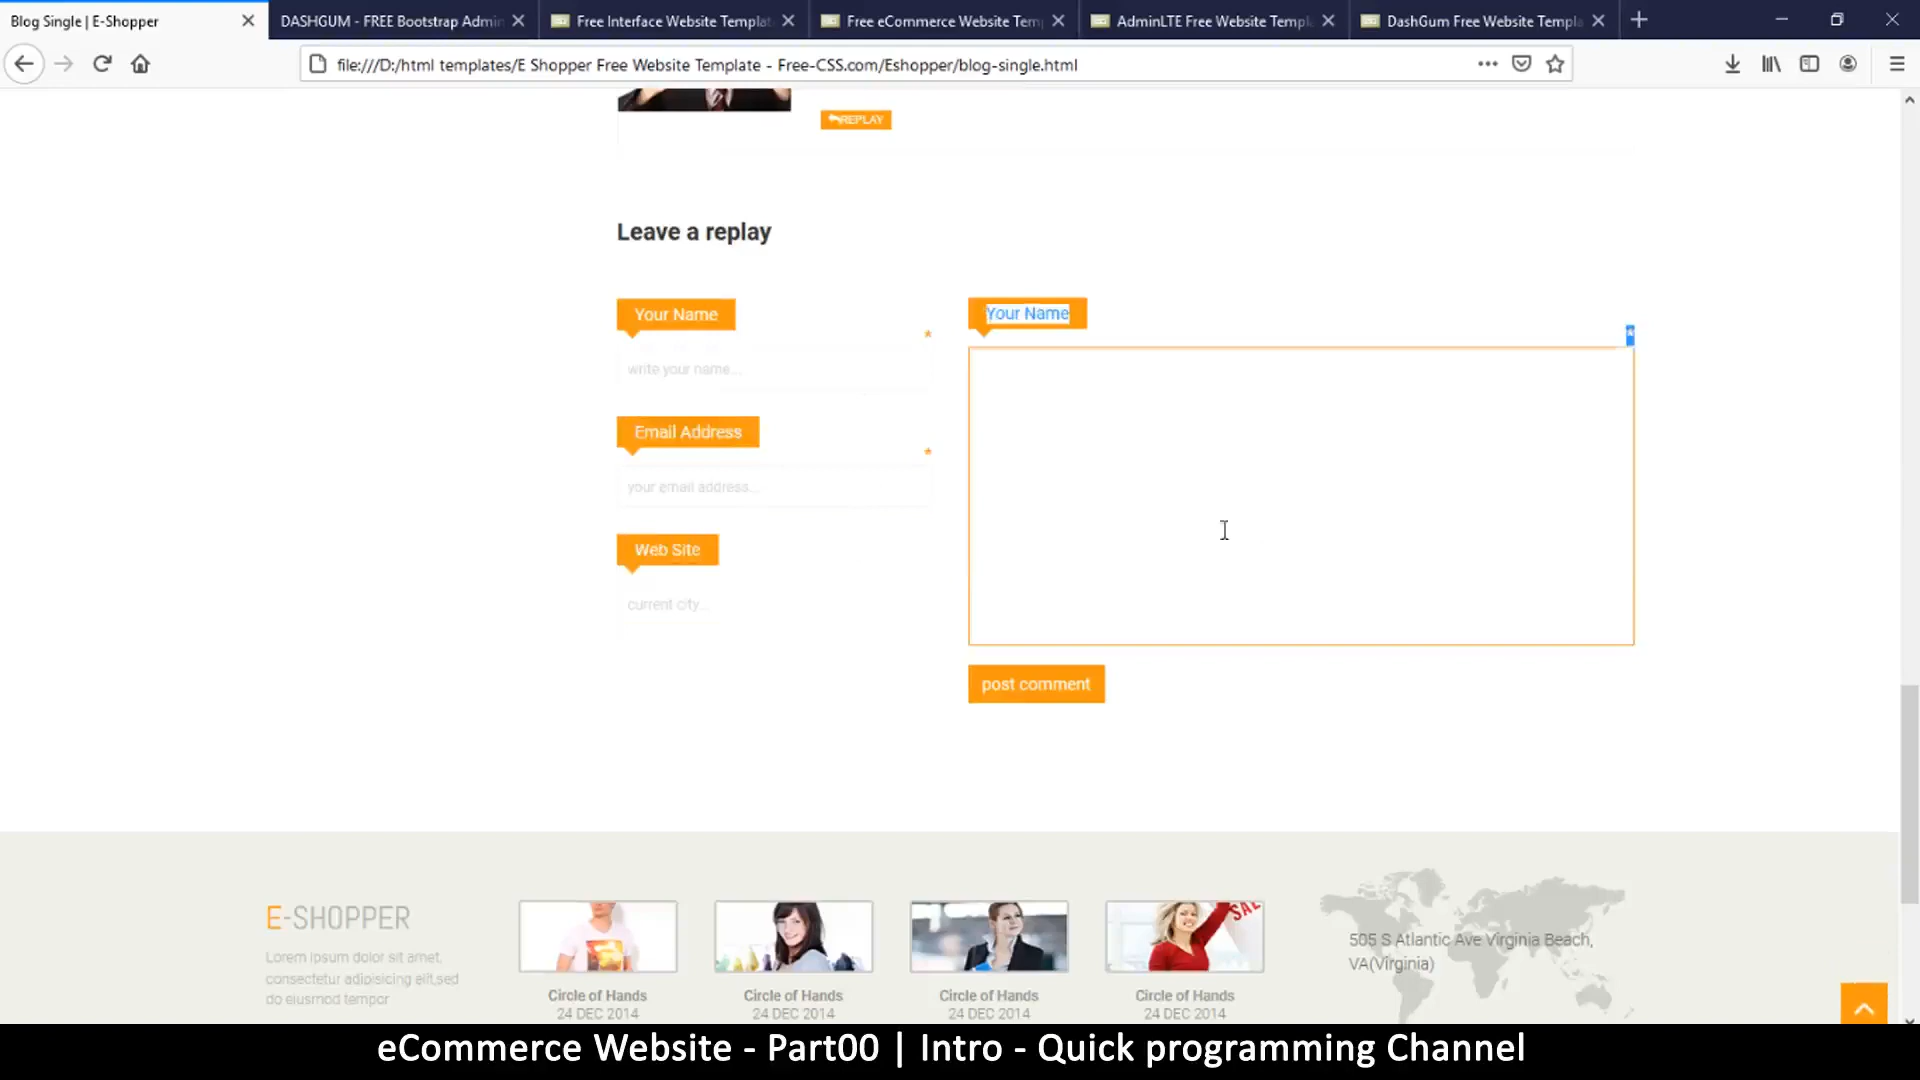 Blog Single | E-Shopper
DASHGUM - FREE Bootstrap Admin
Free Interface Website Templat
Free eCommerce Website Tem
AdminLTE Free Website Templ
DashGum Free Website Templa
file:///D:/html templates/E Shopper Free Website Template - Free-CSS.com/Eshopper/blog-single.html
REPLAY
Leave a replay
Your Name
*
write your name...
Email Address
*
your email address...
Web Site
current city...
Your Name
*
post comment
E-SHOPPER
Lorem ipsum dolor sit amet,
consectetur adipisicing elit,sed
do eiusmod tempor
Circle of Hands
24 DEC 2014
Circle of Hands
24 DEC 2014
Circle of Hands
24 DEC 2014
SALE
Circle of Hands
24 DEC 2014
505 S Atlantic Ave Virginia Beach,
VA(Virginia)
eCommerce Website - Part00 | Intro - Quick programming Channel